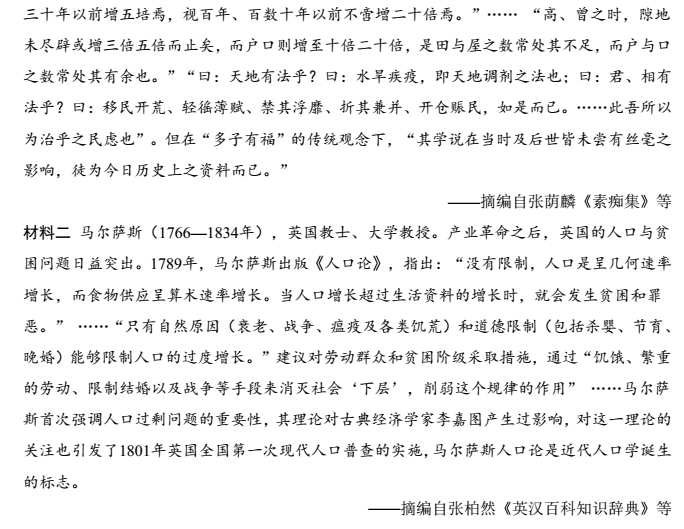 三十年以前增五培焉，视百年、百数十年以前不啻增二十倍焉。”……　“高、曾之时，隙地
未尽辟或增三倍五倍而止矣，而户口则增至十倍二十倍，是田与屋之数常处其不足，而户与口
之数常处其有余也。”“曰：天地有法乎？曰：水旱疾疫，即天地调剂之法也；曰：君、相有
法乎？曰：移民开荒、轻徭薄赋、禁其浮靡、折其兼并、开仓赈民，如是而已。……此吾所以
为治乎之民虑也”。但在“多子有福”的传统观念下，“其学说在当时及后世皆未尝有丝毫之
影响，徒为今日历史上之资料而已。”
——摘编自张荫麟《素痴集》等
材料二 马尔萨斯（1766—1834年），英国教士、大学教授。产业革命之后，英国的人口与贫
困问题日益突出。1789年，马尔萨斯出版《人口论》，指出：“没有限制，人口是呈几何速率
增长，而食物供应呈算术速率增长。当人口增长超过生活资料的增长时，就会发生贫困和罪
恶。” ……“只有自然原因（衰老、战争、瘟疫及各类饥荒）和道德限制（包括杀婴、节育、
晚婚）能够限制人口的过度增长。”建议对劳动群众和贫困阶级采取措施，通过“饥饿、繁重
的劳动、限制结婚以及战争等手段来消灭社会‘下层’，削弱这个规律的作用” ……马尔萨
斯首次强调人口过剩问题的重要性，其理论对古典经济学家李嘉图产生过影响，对这一理论的
关注也引发了1801年英国全国第一次现代人口普查的实施，马尔萨斯人口论是近代人口学诞生
的标志。
——摘编自张柏然《英汉百科知识辞典》等